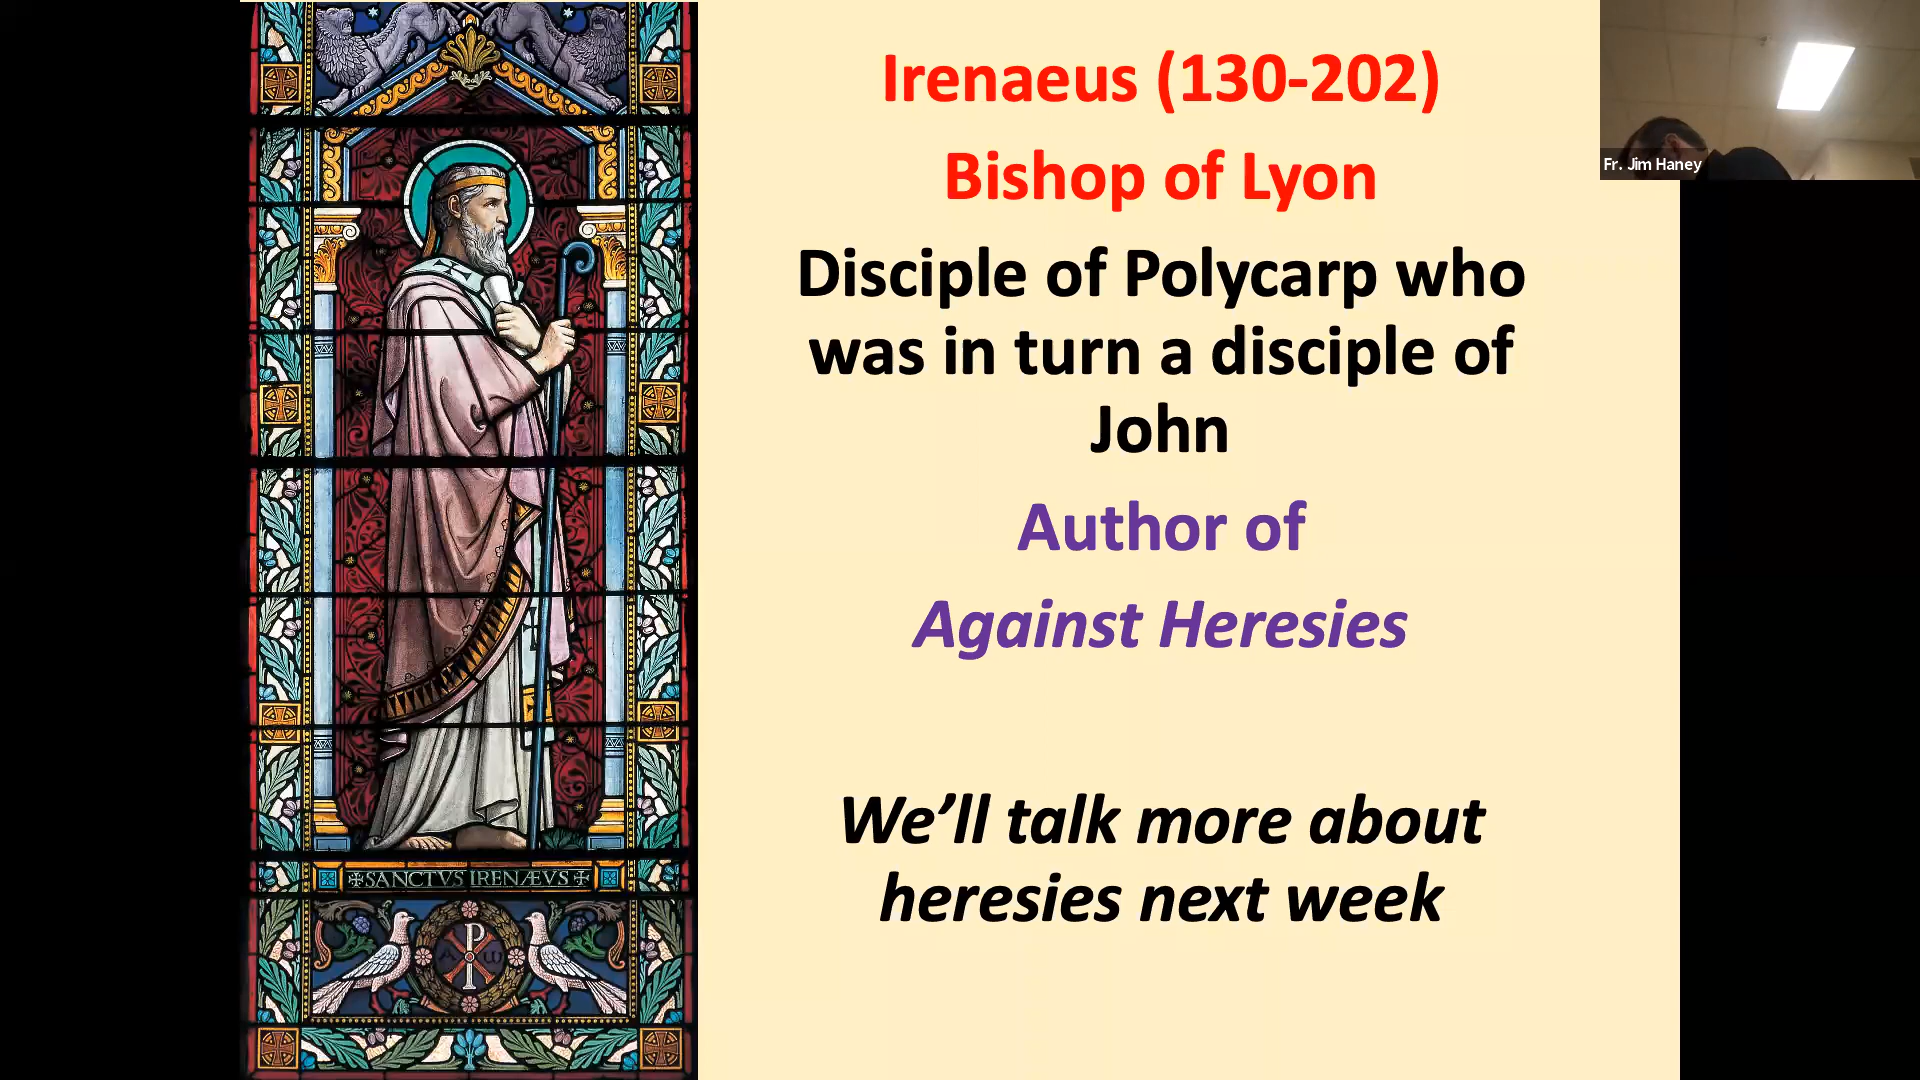 Irenaeus (130-202)
Bishop of Lyon
Disciple of Polycarp who
was in turn a disciple of
John
Author of
Against Heresies
We’ll talk more about
heresies next week
Fr. Jim Haney
✠SANCTVS IRENÆVS✠
P
A ω